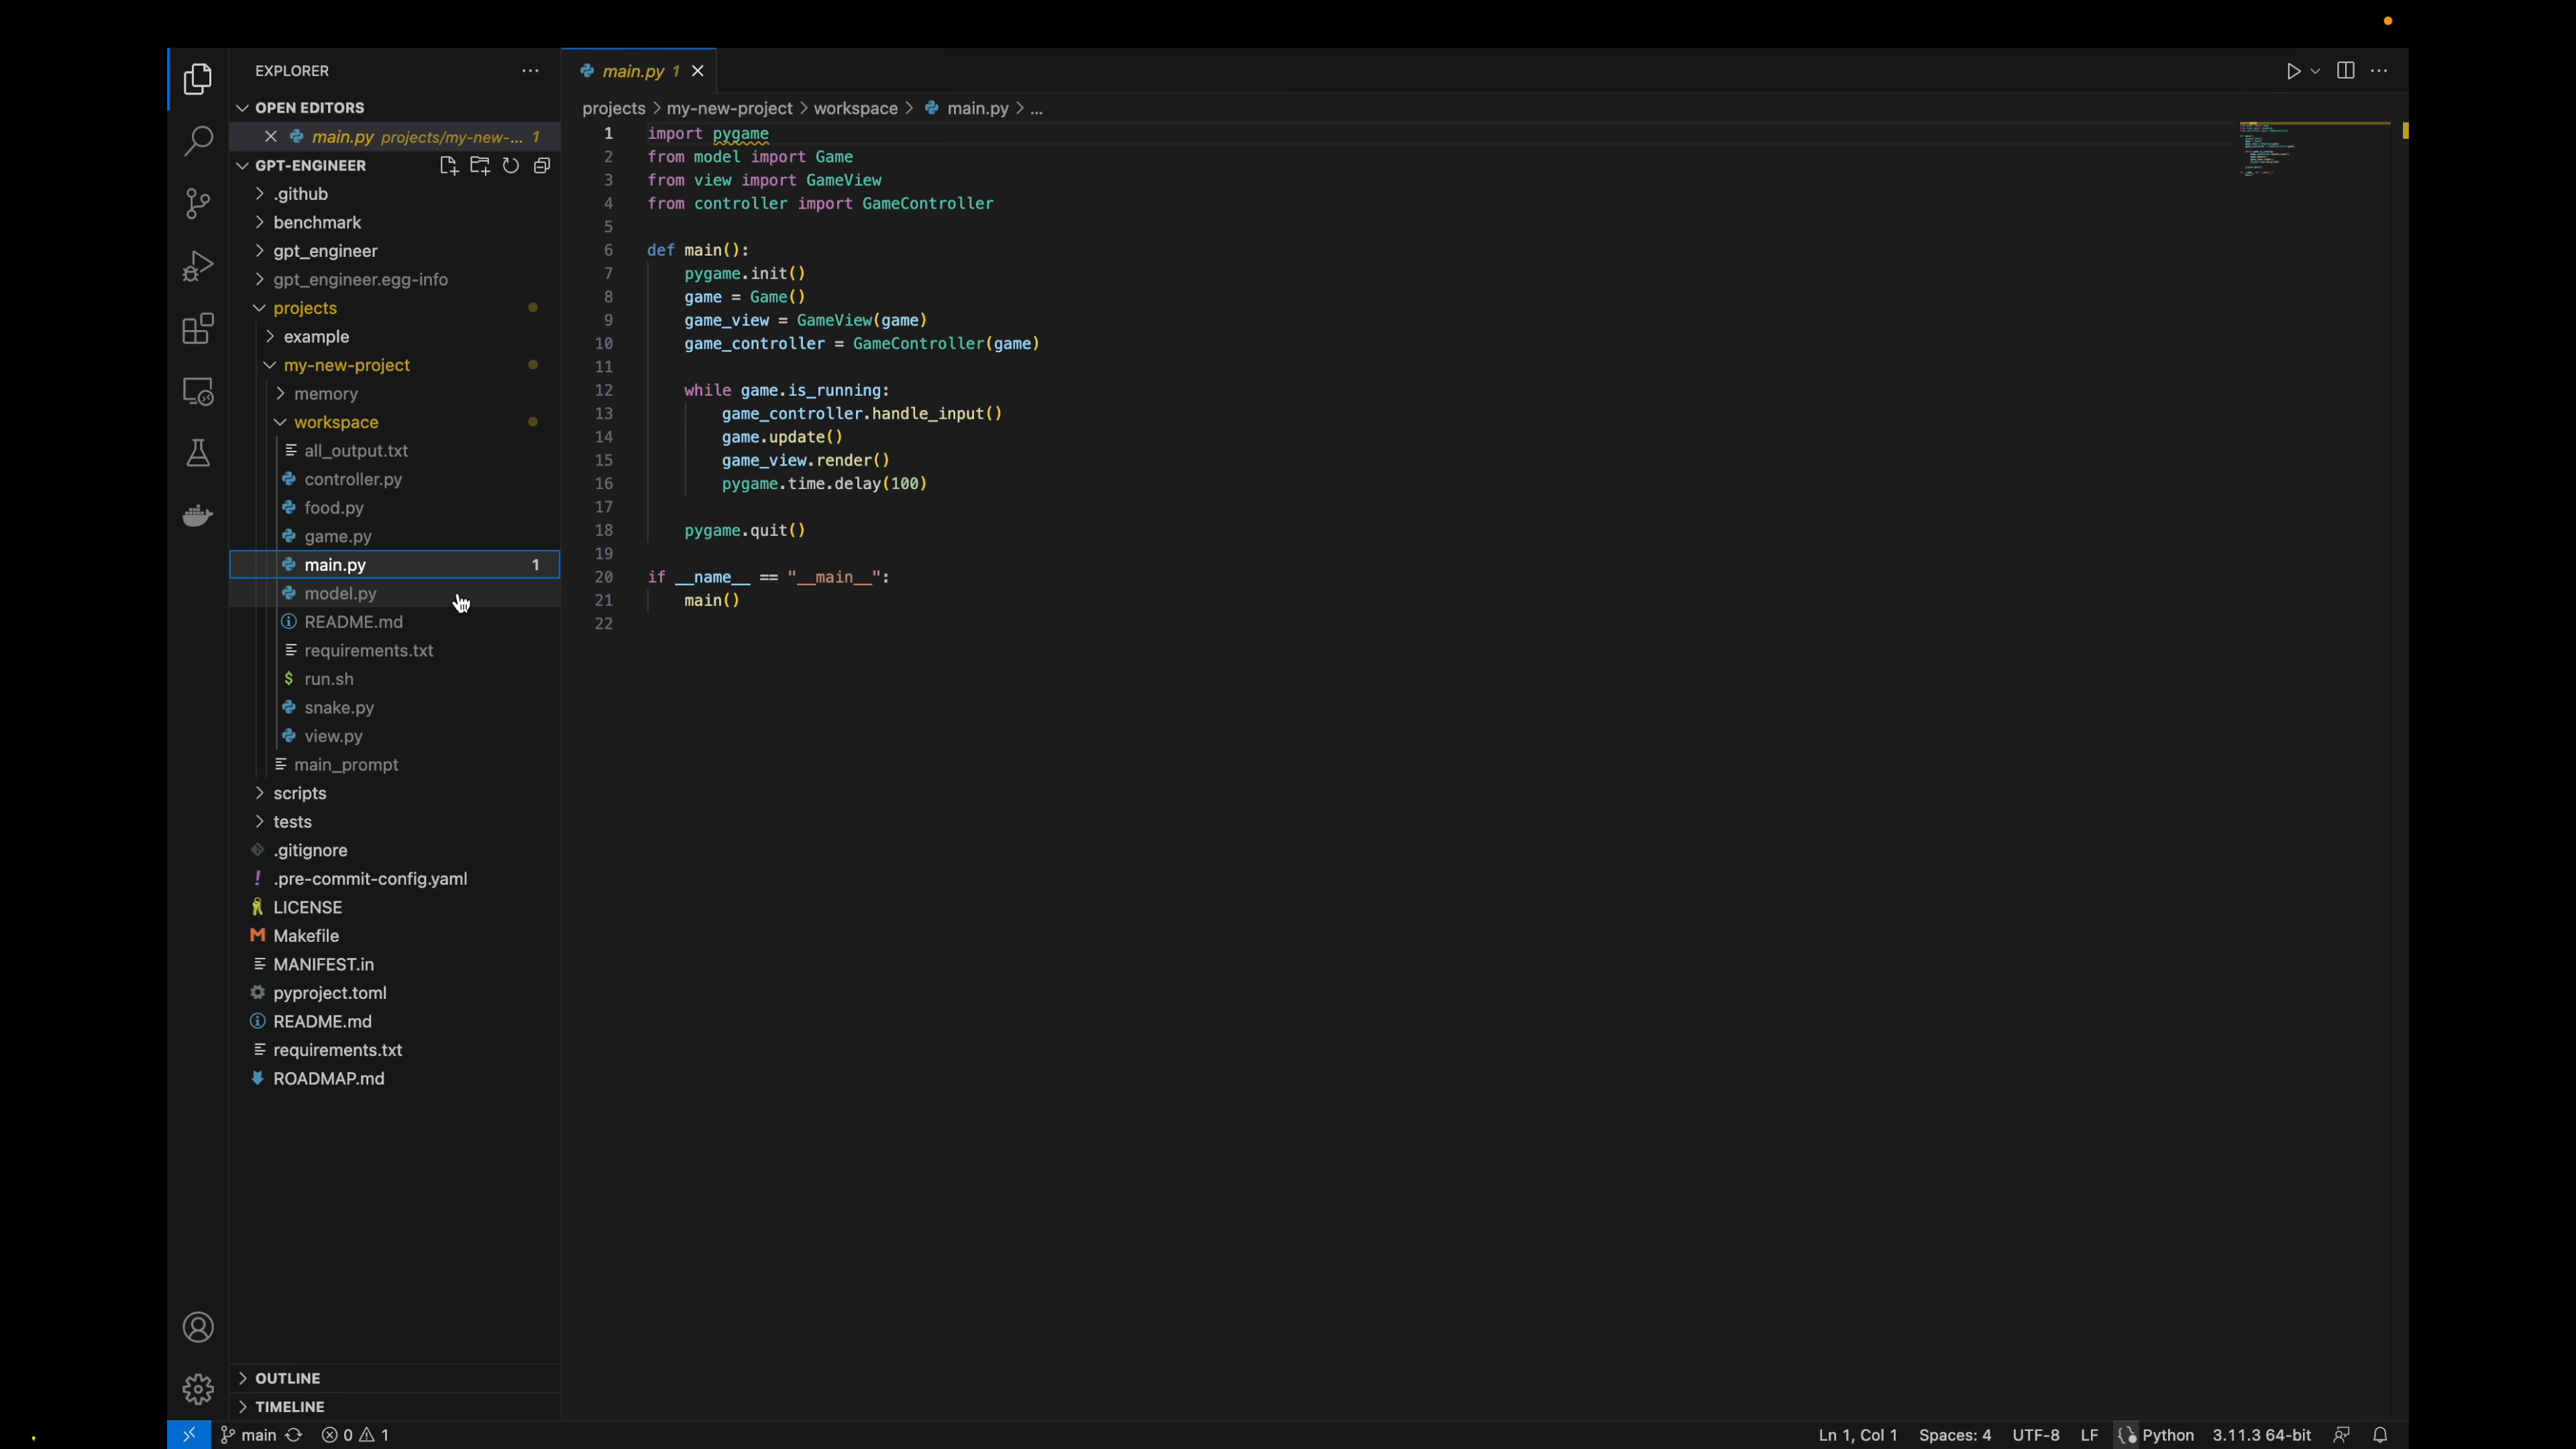 EXPLORER
OPEN EDITORS
main.py projects/my-new-... 1
GPT-ENGINEER
.github
benchmark
gpt_engineer
gpt_engineer.egg-info
projects
example
my-new-project
memory
workspace
all_output.txt
controller.py
food.py
game.py
main.py 1
model.py
README.md
requirements.txt
run.sh
snake.py
view.py
main_prompt
scripts
tests
.gitignore
.pre-commit-config.yaml
LICENSE
Makefile
MANIFEST.in
pyproject.toml
README.md
requirements.txt
ROADMAP.md
OUTLINE
TIMELINE
main.py 1
projects > my-new-project > workspace > main.py > ...
1 import pygame
2 from model import Game
3 from view import GameView
4 from controller import GameController
5
6 def main():
7 pygame.init()
8 game = Game()
9 game_view = GameView(game)
10 game_controller = GameController(game)
11
12 while game.is_running:
13 game_controller.handle_input()
14 game.update()
15 game_view.render()
16 pygame.time.delay(100)
17
18 pygame.quit()
19
20 if __name__ == "__main__":
21 main()
22
main 0 1 Ln 1, Col 1 Spaces: 4 UTF-8 LF Python 3.11.3 64-bit